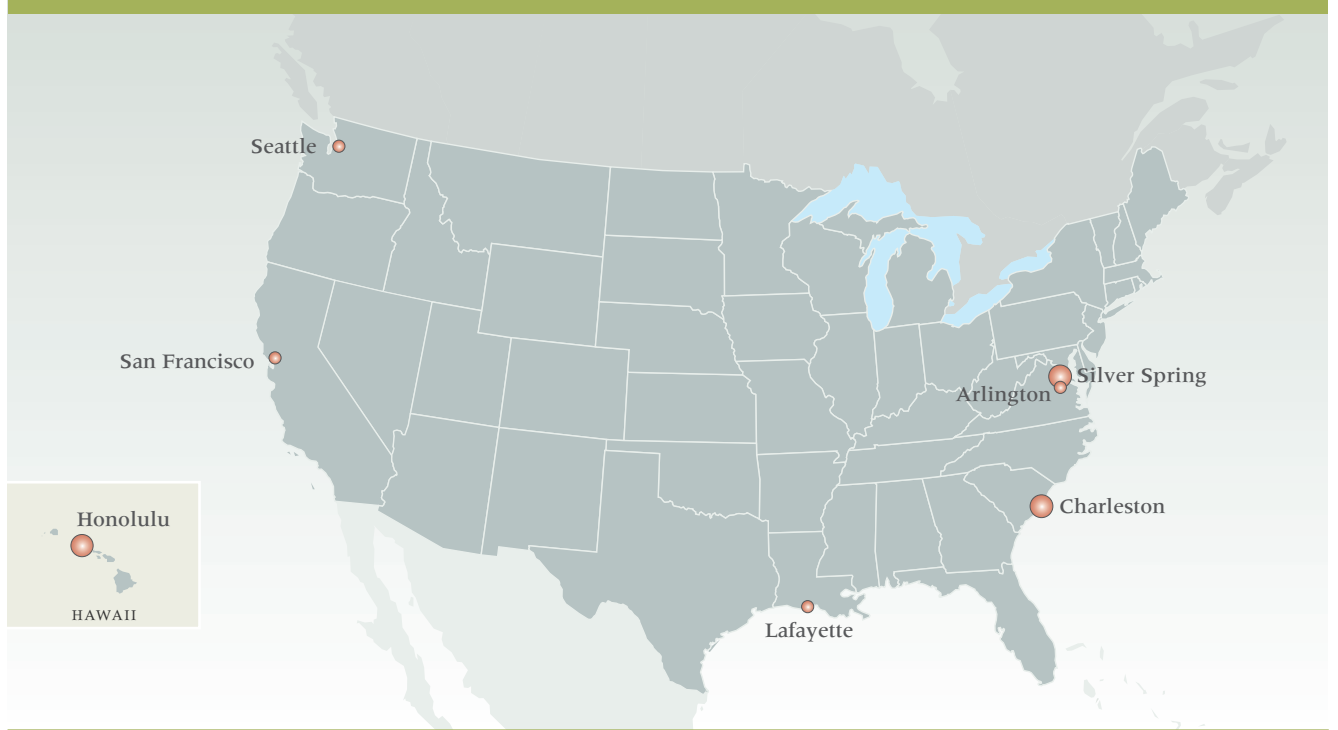 Seattle
San Francisco
Silver Spring
Arlington
Charleston
Honolulu
HAWAII
Lafayette